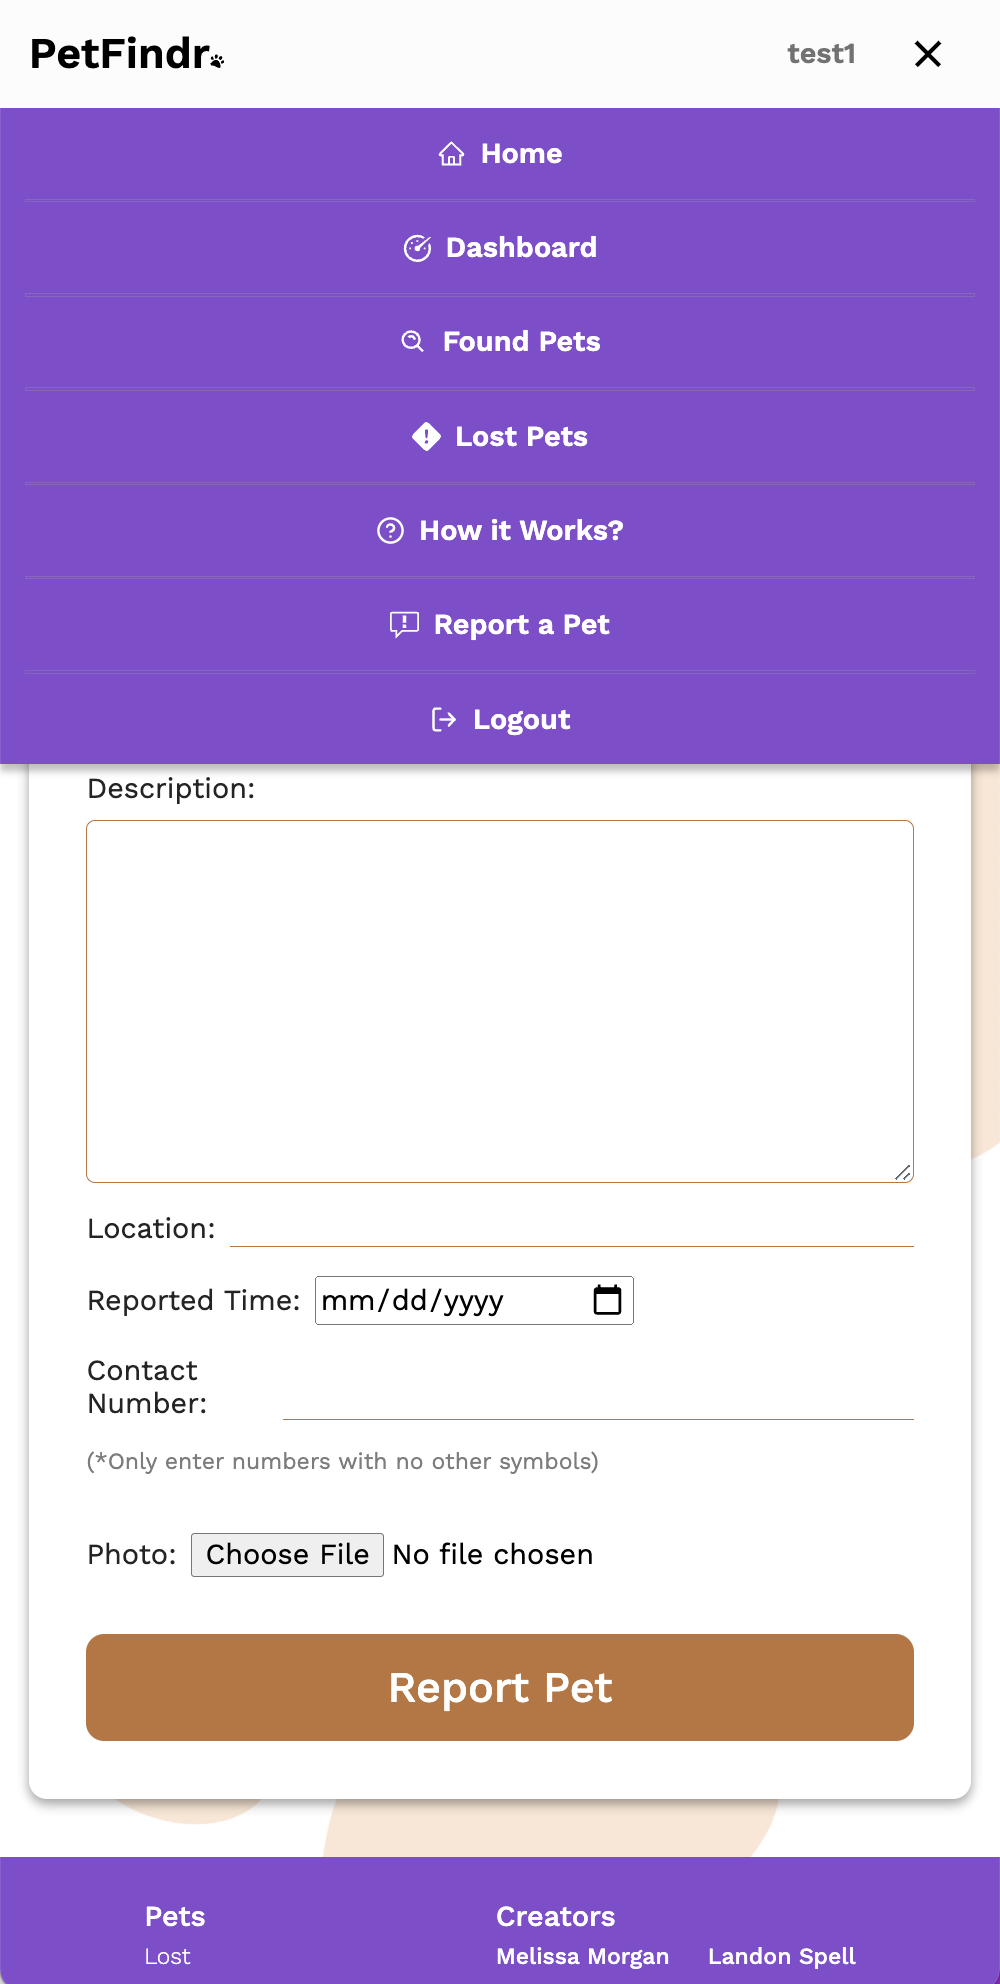 PetFindr
test1
Home
Dashboard
Found Pets
Lost Pets
How it Works?
Report a Pet
Logout
Description:
Location:
Reported Time: mm/dd/yyyy
Contact
Number:
(*Only enter numbers with no other symbols)
Photo: Choose File No file chosen
Report Pet
Pets
Lost
Creators
Melissa Morgan
Landon Spell